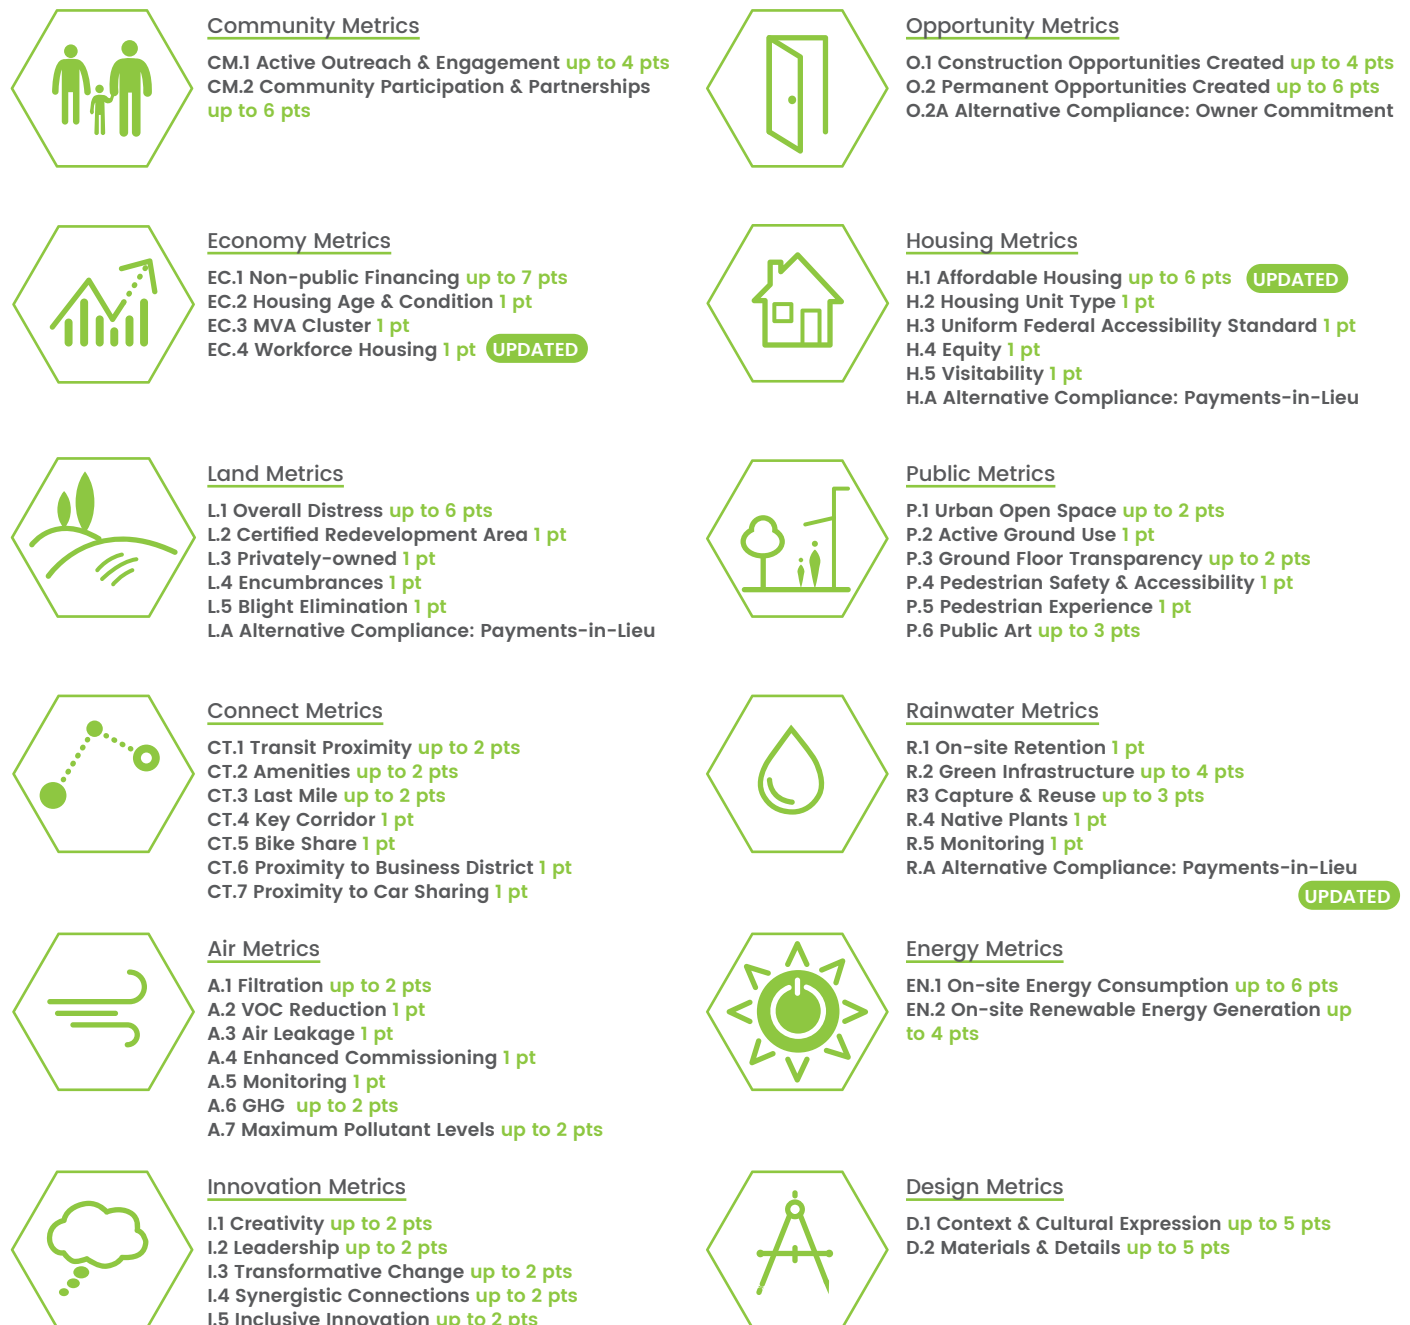 Community Metrics
CM.1 Active Outreach & Engagement up to 4 pts
CM.2 Community Participation & Partnerships
up to 6 pts
Opportunity Metrics
O.1 Construction Opportunities Created up to 4 pts
O.2 Permanent Opportunities Created up to 6 pts
O.2A Alternative Compliance: Owner Commitment
Economy Metrics
EC.1 Non-public Financing up to 7 pts
EC.2 Housing Age & Condition 1 pt
EC.3 MVA Cluster 1 pt
EC.4 Workforce Housing 1 pt UPDATED
Housing Metrics
H.1 Affordable Housing up to 6 pts UPDATED
H.2 Housing Unit Type 1 pt
H.3 Uniform Federal Accessibility Standard 1 pt
H.4 Equity 1 pt
H.5 Visitability 1 pt
H.A Alternative Compliance: Payments-in-Lieu
Land Metrics
L.1 Overall Distress up to 6 pts
L.2 Certified Redevelopment Area 1 pt
L.3 Privately-owned 1 pt
L.4 Encumbrances 1 pt
L.5 Blight Elimination 1 pt
L.A Alternative Compliance: Payments-in-Lieu
Public Metrics
P.1 Urban Open Space up to 2 pts
P.2 Active Ground Use 1 pt
P.3 Ground Floor Transparency up to 2 pts
P.4 Pedestrian Safety & Accessibility 1 pt
P.5 Pedestrian Experience 1 pt
P.6 Public Art up to 3 pts
Connect Metrics
CT.1 Transit Proximity up to 2 pts
CT.2 Amenities up to 2 pts
CT.3 Last Mile up to 2 pts
CT.4 Key Corridor 1 pt
CT.5 Bike Share 1 pt
CT.6 Proximity to Business District 1 pt
CT.7 Proximity to Car Sharing 1 pt
Rainwater Metrics
R.1 On-site Retention 1 pt
R.2 Green Infrastructure up to 4 pts
R3 Capture & Reuse up to 3 pts
R.4 Native Plants 1 pt
R.5 Monitoring 1 pt
R.A Alternative Compliance: Payments-in-Lieu
UPDATED
Air Metrics
A.1 Filtration up to 2 pts
A.2 VOC Reduction 1 pt
A.3 Air Leakage 1 pt
A.4 Enhanced Commissioning 1 pt
A.5 Monitoring 1 pt
A.6 GHG up to 2 pts
A.7 Maximum Pollutant Levels up to 2 pts
Energy Metrics
EN.1 On-site Energy Consumption up to 6 pts
EN.2 On-site Renewable Energy Generation up
to 4 pts
Innovation Metrics
I.1 Creativity up to 2 pts
I.2 Leadership up to 2 pts
I.3 Transformative Change up to 2 pts
I.4 Synergistic Connections up to 2 pts
I.5 Inclusive Innovation up to 2 pts
Design Metrics
D.1 Context & Cultural Expression up to 5 pts
D.2 Materials & Details up to 5 pts